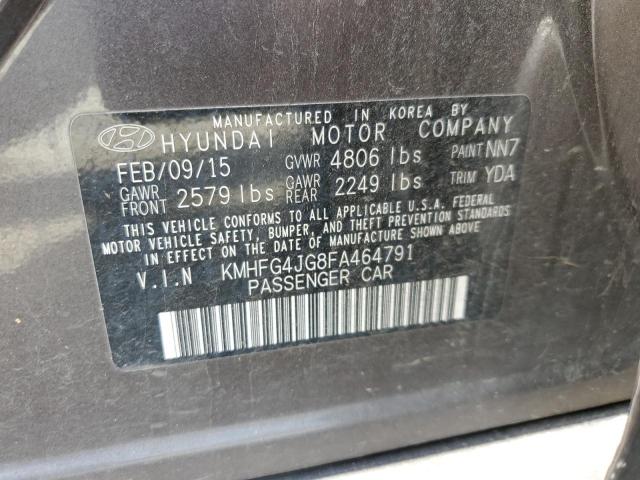 MANUFACTURED IN KOREA BY
HYUNDAI MOTOR COMPANY
FEB/09/15 GVWR 4806 lbs PAINT NN7
GAWR FRONT 2579 lbs GAWR REAR 2249 lbs TRIM YDA
THIS VEHICLE CONFORMS TO ALL APPLICABLE U.S.A. FEDERAL
MOTOR VEHICLE SAFETY, BUMPER, AND THEFT PREVENTION STANDARDS
IN EFFECT ON THE DATE OF MANUFACTURE SHOWN ABOVE.
V.I.N KMHFG4JG8FA464791
PASSENGER CAR